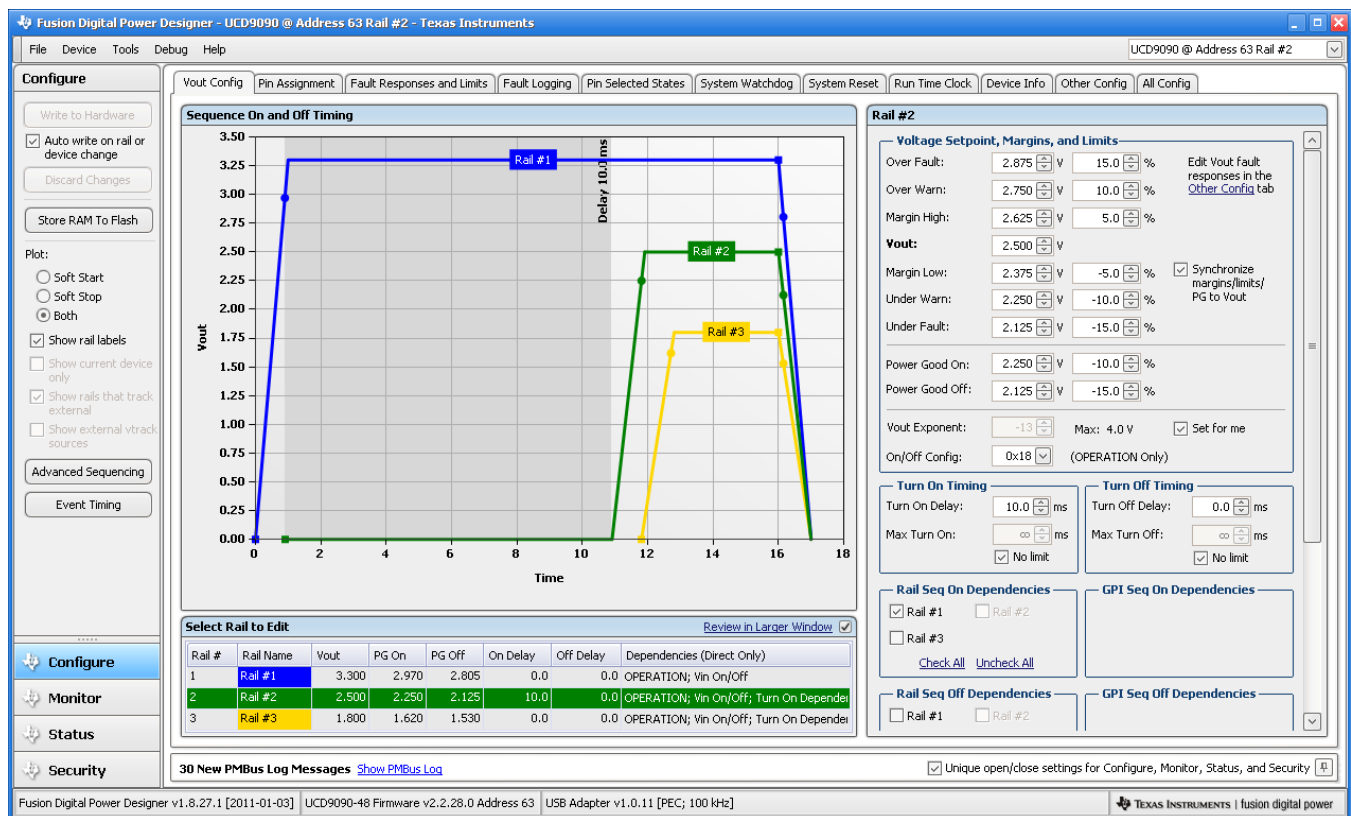 Fusion Digital Power Designer - UCD9090 @ Address 63 Rail #2 - Texas Instruments
File Device Tools Debug Help
UCD9090 @ Address 63 Rail #2
Configure
Write to Hardware
Auto write on rail or
device change
Discard Changes
Store RAM To Flash
Plot:
Soft Start
Soft Stop
Both
Show rail labels
Show current device
only
Show rails that track
external
Show external vtrack
sources
Advanced Sequencing
Event Timing
Configure
Monitor
Status
Security
Vout Config Pin Assignment Fault Responses and Limits Fault Logging Pin Selected States System Watchdog System Reset Run Time Clock Device Info Other Config All Config
Sequence On and Off Timing
3.50
3.25
3.00
2.75
2.50
2.25
2.00
1.75
1.50
1.25
1.00
0.75
0.50
0.25
0.00
Vout
0 2 4 6 8 10 12 14 16 18
Time
Rail #1
Delay 10.0 ms
Rail #2
Rail #3
Select Rail to Edit Review in Larger Window
Rail # Rail Name Vout PG On PG Off On Delay Off Delay Dependencies (Direct Only)
1 Rail #1 3.300 2.970 2.805 0.0 0.0 OPERATION; Vin On/Off
2 Rail #2 2.500 2.250 2.125 10.0 0.0 OPERATION; Vin On/Off; Turn On Depender
3 Rail #3 1.800 1.620 1.530 0.0 0.0 OPERATION; Vin On/Off; Turn On Depender
Rail #2
Voltage Setpoint, Margins, and Limits
Over Fault: 2.875 V 15.0 %
Over Warn: 2.750 V 10.0 %
Margin High: 2.625 V 5.0 %
Edit Vout fault
responses in the
Other Config tab
Vout: 2.500 V
Margin Low: 2.375 V -5.0 %
Under Warn: 2.250 V -10.0 %
Under Fault: 2.125 V -15.0 %
Synchronize
margins/limits/
PG to Vout
Power Good On: 2.250 V -10.0 %
Power Good Off: 2.125 V -15.0 %
Vout Exponent: -13 Max: 4.0 V Set for me
On/Off Config: 0x18 (OPERATION Only)
Turn On Timing
Turn On Delay: 10.0 ms
Max Turn On: ∞ ms
No limit
Turn Off Timing
Turn Off Delay: 0.0 ms
Max Turn Off: ∞ ms
No limit
Rail Seq On Dependencies
Rail #1 Rail #2
Rail #3
Check All Uncheck All
GPI Seq On Dependencies
Rail Seq Off Dependencies
Rail #1 Rail #2
GPI Seq Off Dependencies
30 New PMBus Log Messages Show PMBus Log
Unique open/close settings for Configure, Monitor, Status, and Security
Fusion Digital Power Designer v1.8.27.1 [2011-01-03] UCD9090-48 Firmware v2.2.28.0 Address 63 USB Adapter v1.0.11 [PEC; 100 kHz] TEXAS INSTRUMENTS | fusion digital power